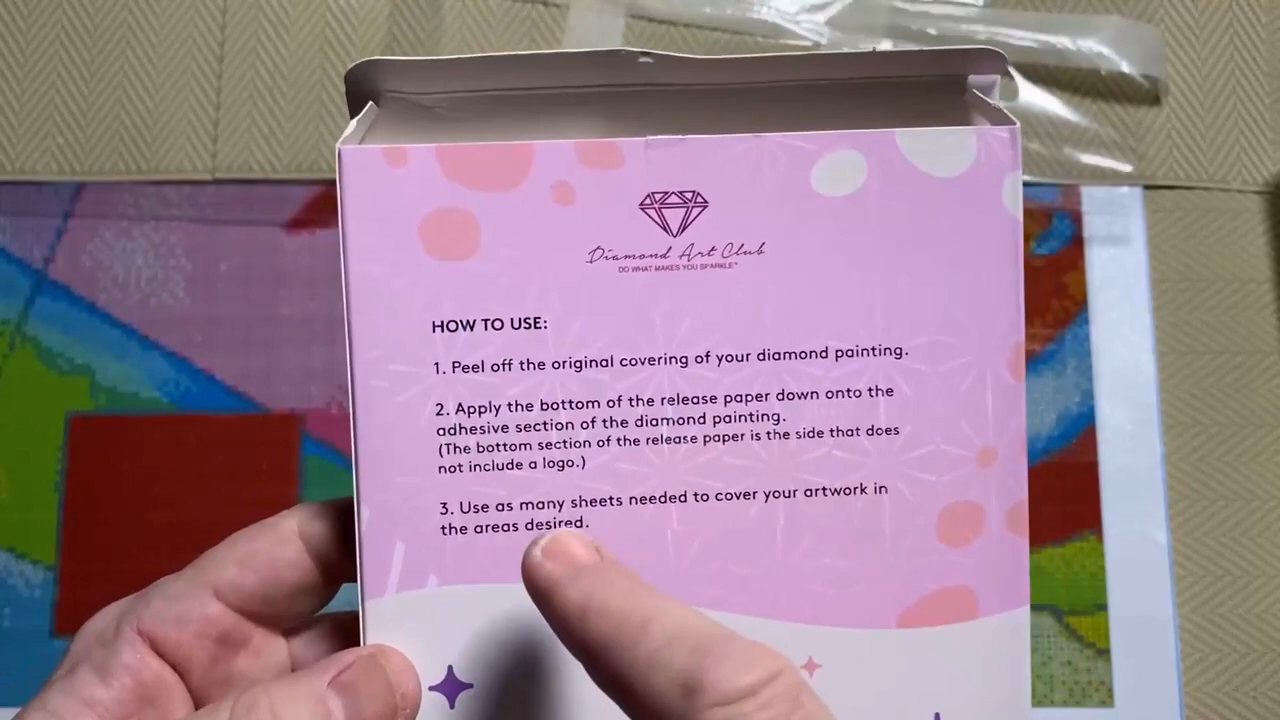 Diamond Art Club
DO WHAT MAKES YOU SPARKLE™
HOW TO USE:
1. Peel off the original covering of your diamond painting.
2. Apply the bottom of the release paper down onto the
adhesive section of the diamond painting.
(The bottom section of the release paper is the side that does
not include a logo.)
3. Use as many sheets needed to cover your artwork in
the areas desired.